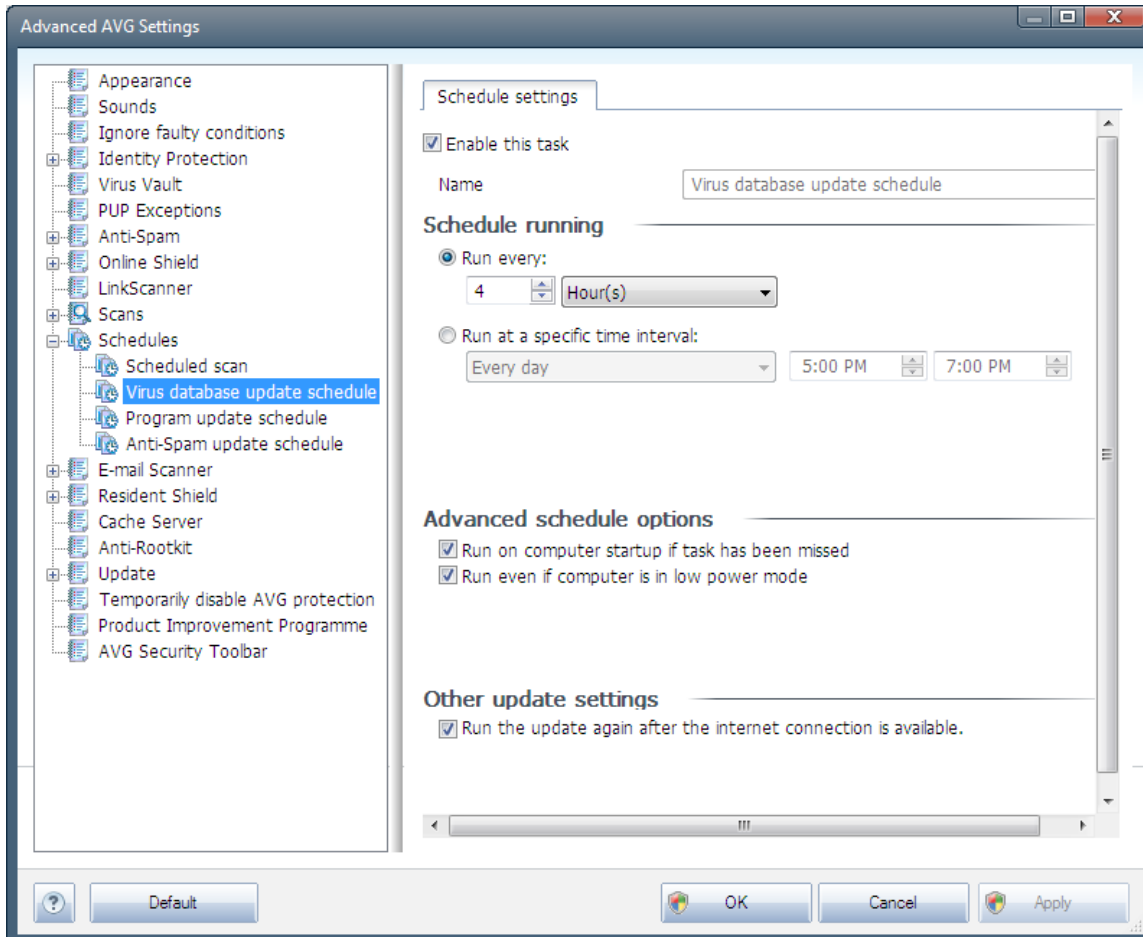 Advanced AVG Settings
Appearance
Sounds
Ignore faulty conditions
Identity Protection
Virus Vault
PUP Exceptions
Anti-Spam
Online Shield
LinkScanner
Scans
Schedules
Scheduled scan
Virus database update schedule
Program update schedule
Anti-Spam update schedule
E-mail Scanner
Resident Shield
Cache Server
Anti-Rootkit
Update
Temporarily disable AVG protection
Product Improvement Programme
AVG Security Toolbar
Schedule settings
Enable this task
Name Virus database update schedule
Schedule running
Run every:
4 Hour(s)
Run at a specific time interval:
Every day 5:00 PM 7:00 PM
Advanced schedule options
Run on computer startup if task has been missed
Run even if computer is in low power mode
Other update settings
Run the update again after the internet connection is available.
? Default OK Cancel Apply